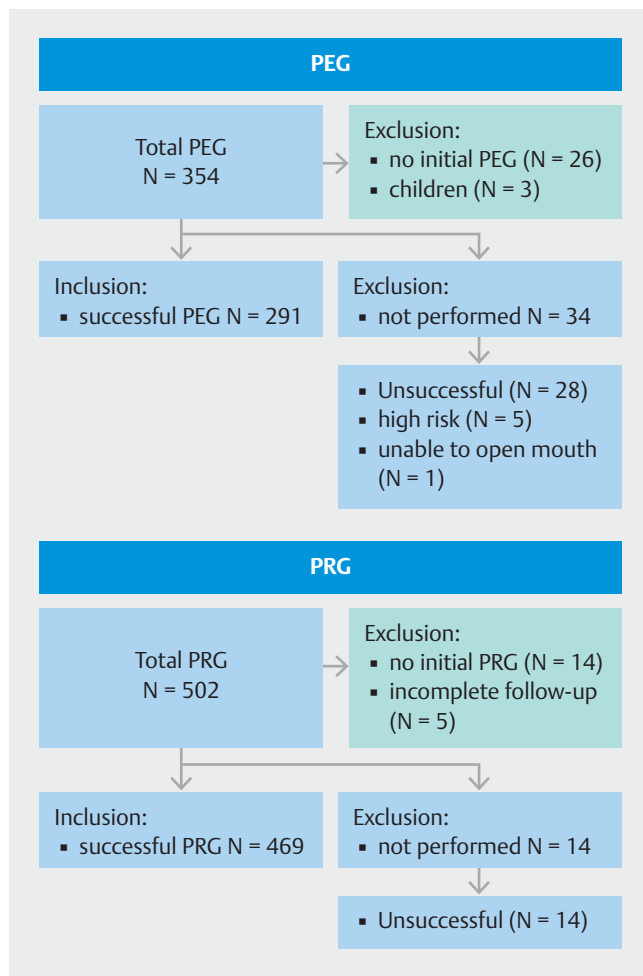 PEG
Total PEG
N = 354
Exclusion:
▪ no initial PEG (N = 26)
▪ children (N = 3)
Inclusion:
▪ successful PEG N = 291
Exclusion:
▪ not performed N = 34
▪ Unsuccessful (N = 28)
▪ high risk (N = 5)
▪ unable to open mouth
(N = 1)
PRG
Total PRG
N = 502
Exclusion:
▪ no initial PRG (N = 14)
▪ incomplete follow-up
(N = 5)
Inclusion:
▪ successful PRG N = 469
Exclusion:
▪ not performed N = 14
▪ Unsuccessful (N = 14)